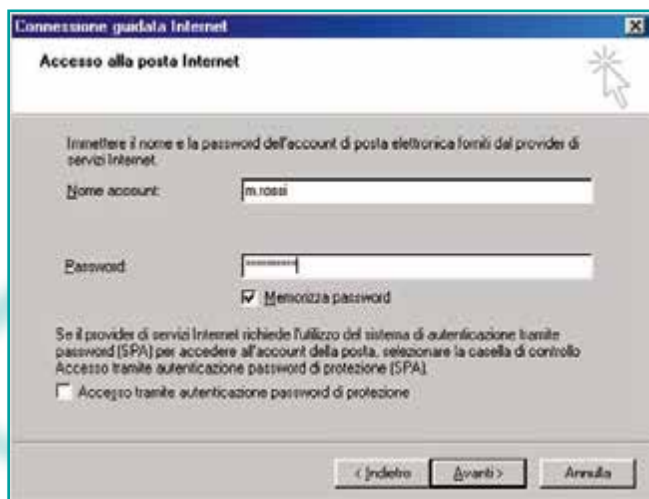 Connessione guidata Internet
Accesso alla posta Internet
Immettere il nome e la password dell'account di posta elettronica forniti dal provider di
servizi Internet.
Nome account:
m.rossi
Password:
Memorizza password
Se il provider di servizi Internet richiede l'utilizzo del sistema di autenticazione tramite
password (SPA) per accedere all'account della posta, selezionare la casella di controllo
Accesso tramite autenticazione password di protezione (SPA).
Accesso tramite autenticazione password di protezione
< Indietro
Avanti >
Annulla